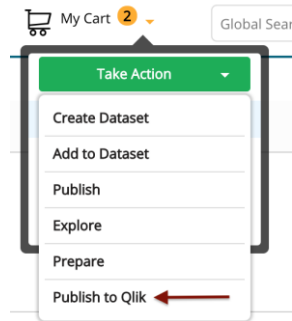 My Cart 2
Global Sear
Take Action
Create Dataset
Add to Dataset
Publish
Explore
Prepare
Publish to Qlik